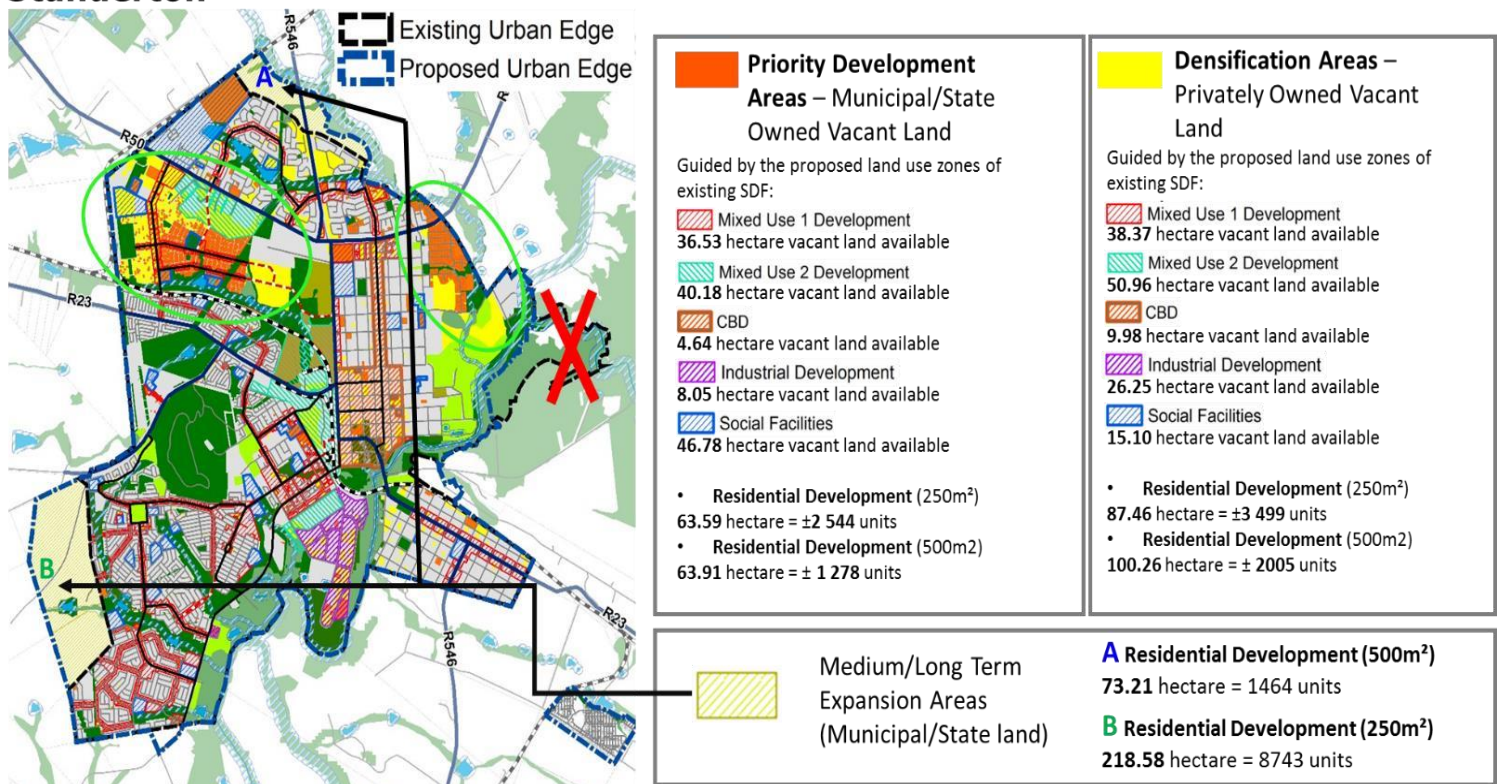 Existing Urban Edge
Proposed Urban Edge
R546
A
R50
R23
B
R23
R546
Priority Development
Areas – Municipal/State
Owned Vacant Land
Guided by the proposed land use zones of
existing SDF:
Mixed Use 1 Development
36.53 hectare vacant land available
Mixed Use 2 Development
40.18 hectare vacant land available
CBD
4.64 hectare vacant land available
Industrial Development
8.05 hectare vacant land available
Social Facilities
46.78 hectare vacant land available
• Residential Development (250m²)
63.59 hectare = ±2 544 units
• Residential Development (500m2)
63.91 hectare = ± 1 278 units
Densification Areas –
Privately Owned Vacant
Land
Guided by the proposed land use zones of
existing SDF:
Mixed Use 1 Development
38.37 hectare vacant land available
Mixed Use 2 Development
50.96 hectare vacant land available
CBD
9.98 hectare vacant land available
Industrial Development
26.25 hectare vacant land available
Social Facilities
15.10 hectare vacant land available
• Residential Development (250m²)
87.46 hectare = ±3 499 units
• Residential Development (500m2)
100.26 hectare = ± 2005 units
Medium/Long Term
Expansion Areas
(Municipal/State land)
A Residential Development (500m²)
73.21 hectare = 1464 units
B Residential Development (250m²)
218.58 hectare = 8743 units